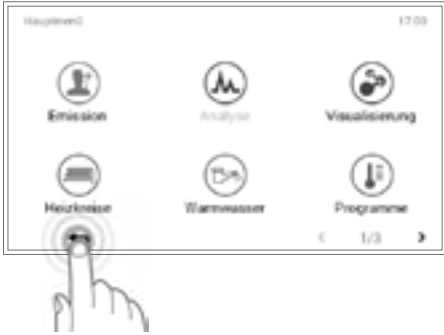 Hauptmenü 17:09
Emission Analyse Visualisierung
Heizkreise Warmwasser Programme
< 1/3 >